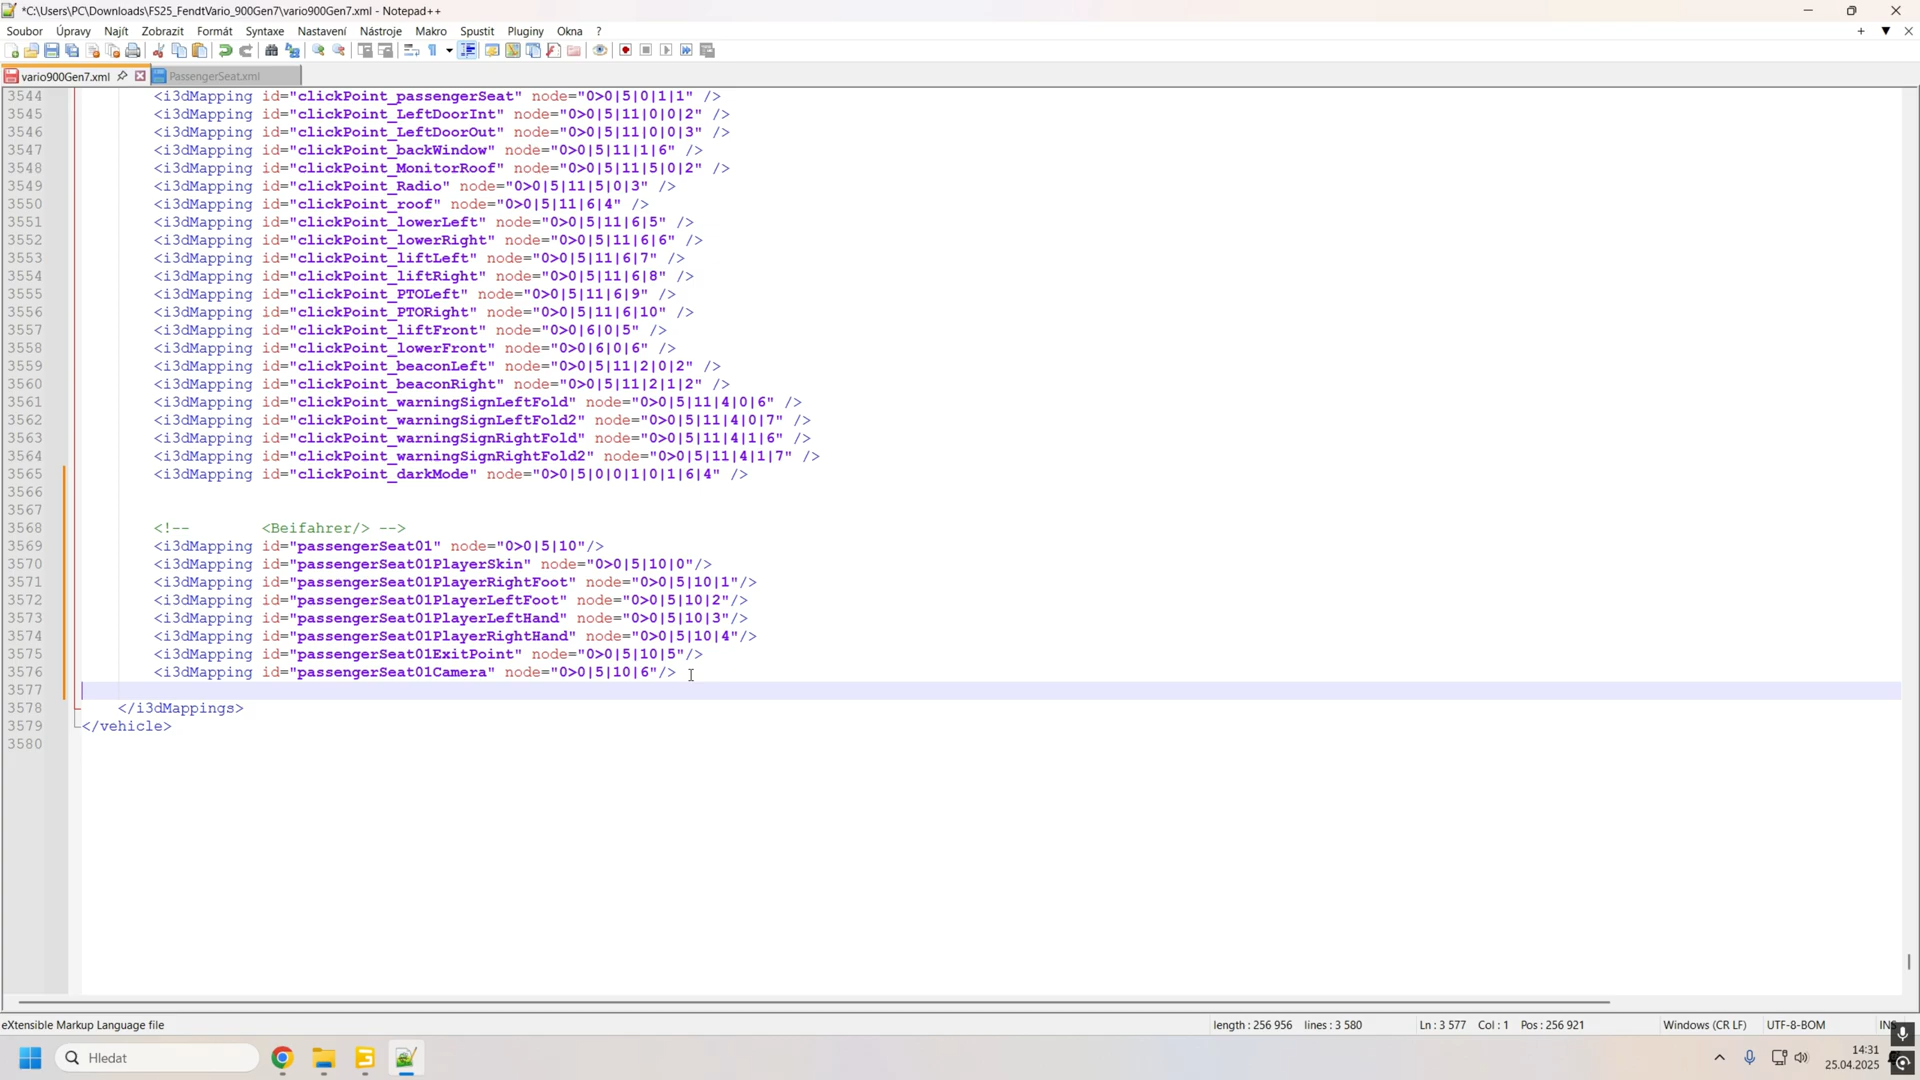 *C:\Users\PC\Downloads\FS25_FendtVario_900Gen7\vario900Gen7.xml - Notepad++
Soubor Úpravy Najít Zobrazit Formát Syntaxe Nastavení Nástroje Makro Spustit Pluginy Okna ?
vario900Gen7.xml PassengerSeat.xml
3544 <i3dMapping id="clickPoint_passengerSeat" node="0>0|5|0|1|1" />
3545 <i3dMapping id="clickPoint_LeftDoorInt" node="0>0|5|11|0|0|2" />
3546 <i3dMapping id="clickPoint_LeftDoorOut" node="0>0|5|11|0|0|3" />
3547 <i3dMapping id="clickPoint_backWindow" node="0>0|5|11|1|6" />
3548 <i3dMapping id="clickPoint_MonitorRoof" node="0>0|5|11|5|0|2" />
3549 <i3dMapping id="clickPoint_Radio" node="0>0|5|11|5|0|3" />
3550 <i3dMapping id="clickPoint_roof" node="0>0|5|11|6|4" />
3551 <i3dMapping id="clickPoint_lowerLeft" node="0>0|5|11|6|5" />
3552 <i3dMapping id="clickPoint_lowerRight" node="0>0|5|11|6|6" />
3553 <i3dMapping id="clickPoint_liftLeft" node="0>0|5|11|6|7" />
3554 <i3dMapping id="clickPoint_liftRight" node="0>0|5|11|6|8" />
3555 <i3dMapping id="clickPoint_PTOLeft" node="0>0|5|11|6|9" />
3556 <i3dMapping id="clickPoint_PTORight" node="0>0|5|11|6|10" />
3557 <i3dMapping id="clickPoint_liftFront" node="0>0|6|0|5" />
3558 <i3dMapping id="clickPoint_lowerFront" node="0>0|6|0|6" />
3559 <i3dMapping id="clickPoint_beaconLeft" node="0>0|5|11|2|0|2" />
3560 <i3dMapping id="clickPoint_beaconRight" node="0>0|5|11|2|1|2" />
3561 <i3dMapping id="clickPoint_warningSignLeftFold" node="0>0|5|11|4|0|6" />
3562 <i3dMapping id="clickPoint_warningSignLeftFold2" node="0>0|5|11|4|0|7" />
3563 <i3dMapping id="clickPoint_warningSignRightFold" node="0>0|5|11|4|1|6" />
3564 <i3dMapping id="clickPoint_warningSignRightFold2" node="0>0|5|11|4|1|7" />
3565 <i3dMapping id="clickPoint_darkMode" node="0>0|5|0|0|1|0|1|6|4" />
3566
3567
3568 <!-- <Beifahrer/> -->
3569 <i3dMapping id="passengerSeat01" node="0>0|5|10"/>
3570 <i3dMapping id="passengerSeat01PlayerSkin" node="0>0|5|10|0"/>
3571 <i3dMapping id="passengerSeat01PlayerRightFoot" node="0>0|5|10|1"/>
3572 <i3dMapping id="passengerSeat01PlayerLeftFoot" node="0>0|5|10|2"/>
3573 <i3dMapping id="passengerSeat01PlayerLeftHand" node="0>0|5|10|3"/>
3574 <i3dMapping id="passengerSeat01PlayerRightHand" node="0>0|5|10|4"/>
3575 <i3dMapping id="passengerSeat01ExitPoint" node="0>0|5|10|5"/>
3576 <i3dMapping id="passengerSeat01Camera" node="0>0|5|10|6"/>
3577
3578 </i3dMappings>
3579 </vehicle>
3580
eXtensible Markup Language file length : 256 956 lines : 3 580 Ln : 3 577 Col : 1 Pos : 256 921 Windows (CR LF) UTF-8-BOM INS
Hledat
14:31
25.04.2025